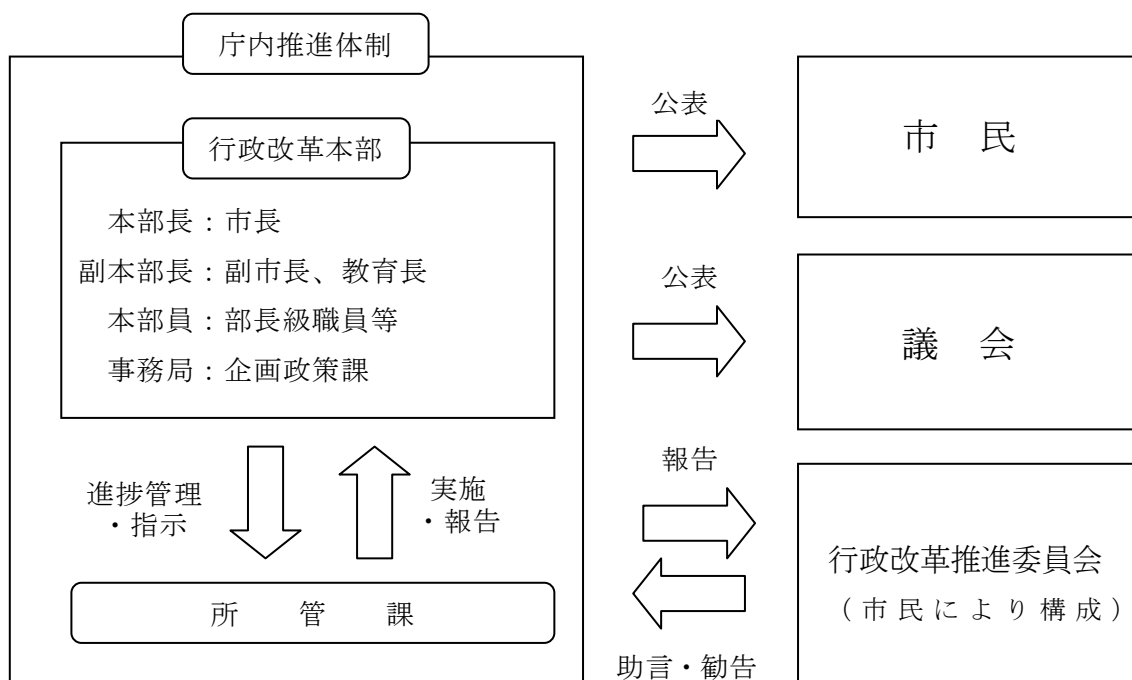 庁内推進体制
行政改革本部
本部長：市長
副本部長：副市長、教育長
本部員：部長級職員等
事務局：企画政策課
進捗管理
・指示
実施
・報告
所 管 課
公表
市 民
公表
議 会
報告
助言・勧告
行政改革推進委員会
（市民により構成）